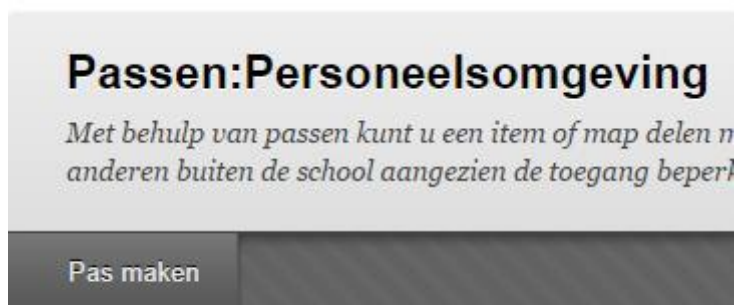 Passen:Personeelsomgeving
Met behulp van passen kunt u een item of map delen
anderen buiten de school aangezien de toegang
Pas maken